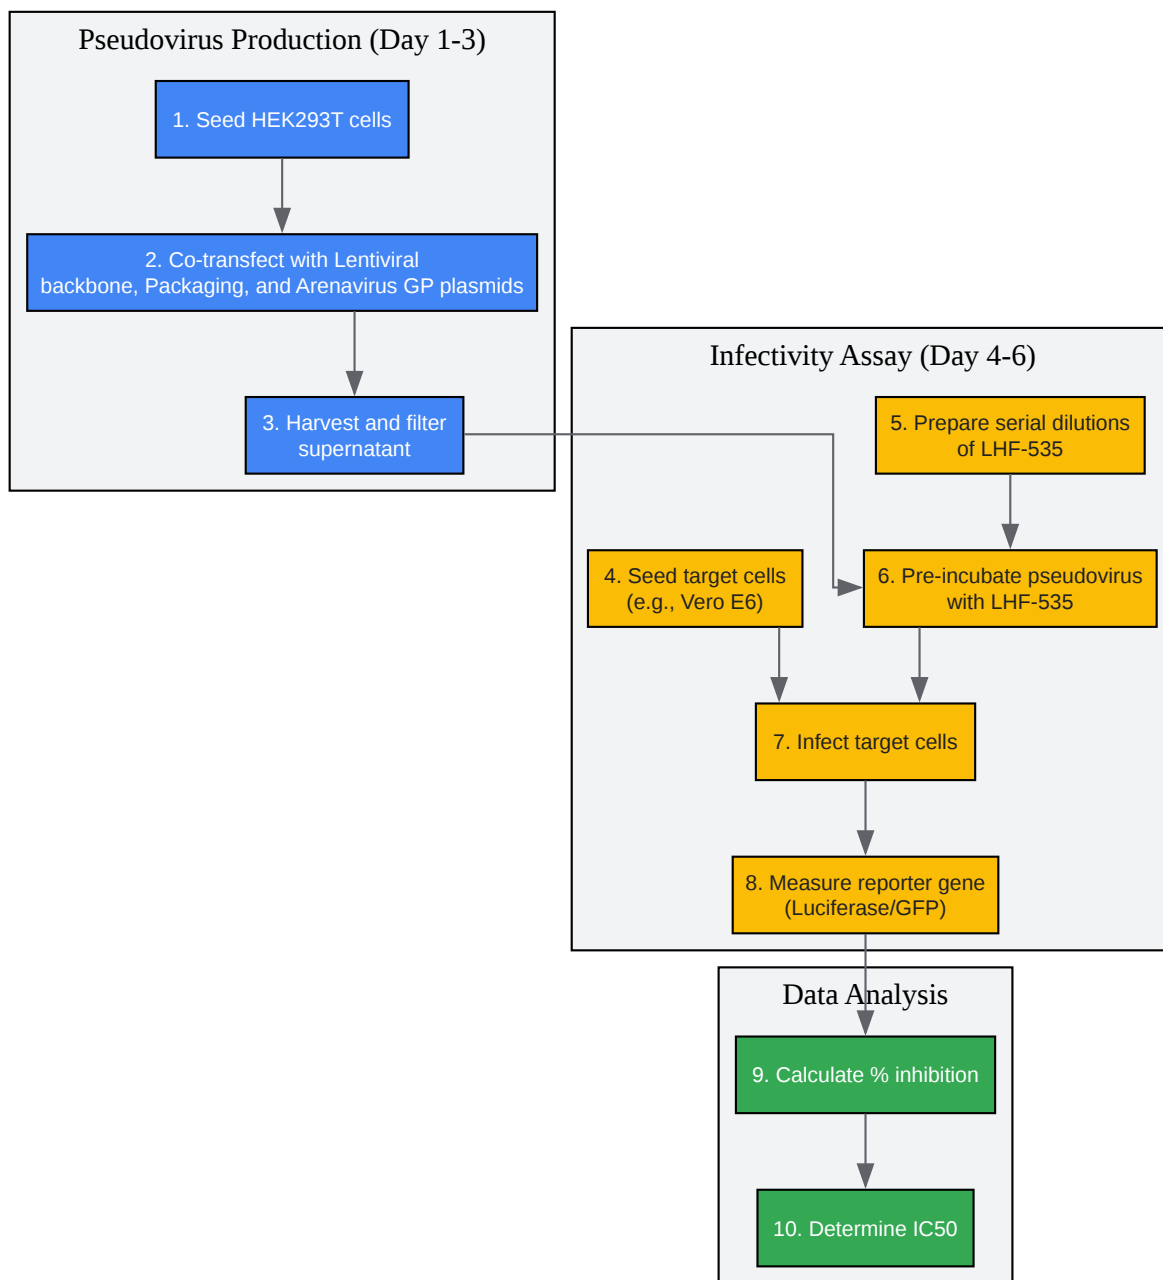 Pseudovirus Production (Day 1-3)
1. Seed HEK293T cells
2. Co-transfect with Lentiviral
backbone, Packaging, and Arenavirus GP plasmids
3. Harvest and filter
supernatant
Infectivity Assay (Day 4-6)
5. Prepare serial dilutions
of LHF-535
4. Seed target cells
(e.g., Vero E6)
6. Pre-incubate pseudovirus
with LHF-535
7. Infect target cells
8. Measure reporter gene
(Luciferase/GFP)
Data Analysis
9. Calculate % inhibition
10. Determine IC50